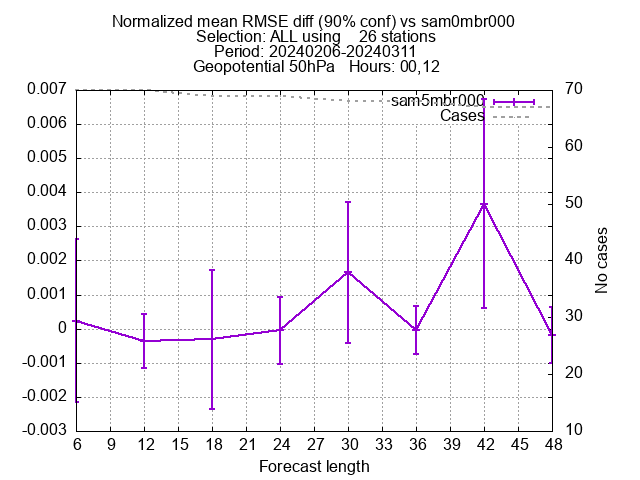 Normalized mean RMSE diff (90% conf) vs sam0mbr000
Selection: ALL using    26 stations
Period: 20240206-20240311
Geopotential 50hPa   Hours: 00,12
sam5mbr000
Cases
0.007
0.006
0.005
0.004
0.003
0.002
0.001
0
-0.001
-0.002
-0.003
70
60
50
40
30
20
10
No cases
6 9 12 15 18 21 24 27 30 33 36 39 42 45 48
Forecast length